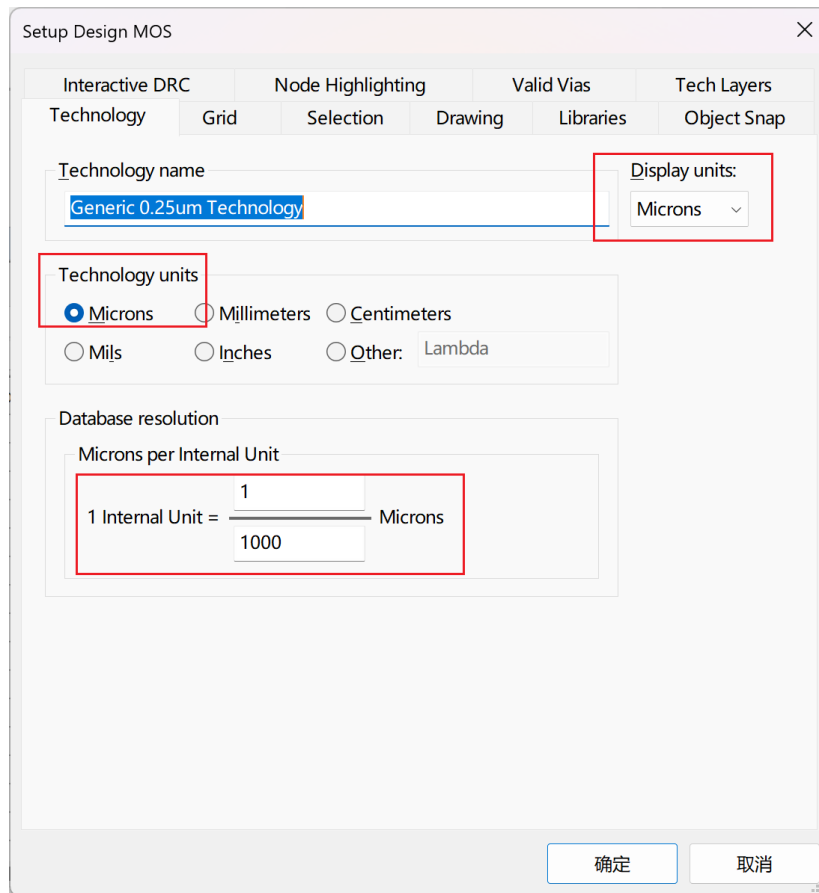 Setup Design MOS
Interactive DRC Node Highlighting Valid Vias Tech Layers
Technology Grid Selection Drawing Libraries Object Snap
Technology name Display units:
Generic 0.25um Technology Microns
Technology units
Microns Millimeters Centimeters
Mils Inches Other: Lambda
Database resolution
Microns per Internal Unit
1
1 Internal Unit = Microns
1000
确定 取消